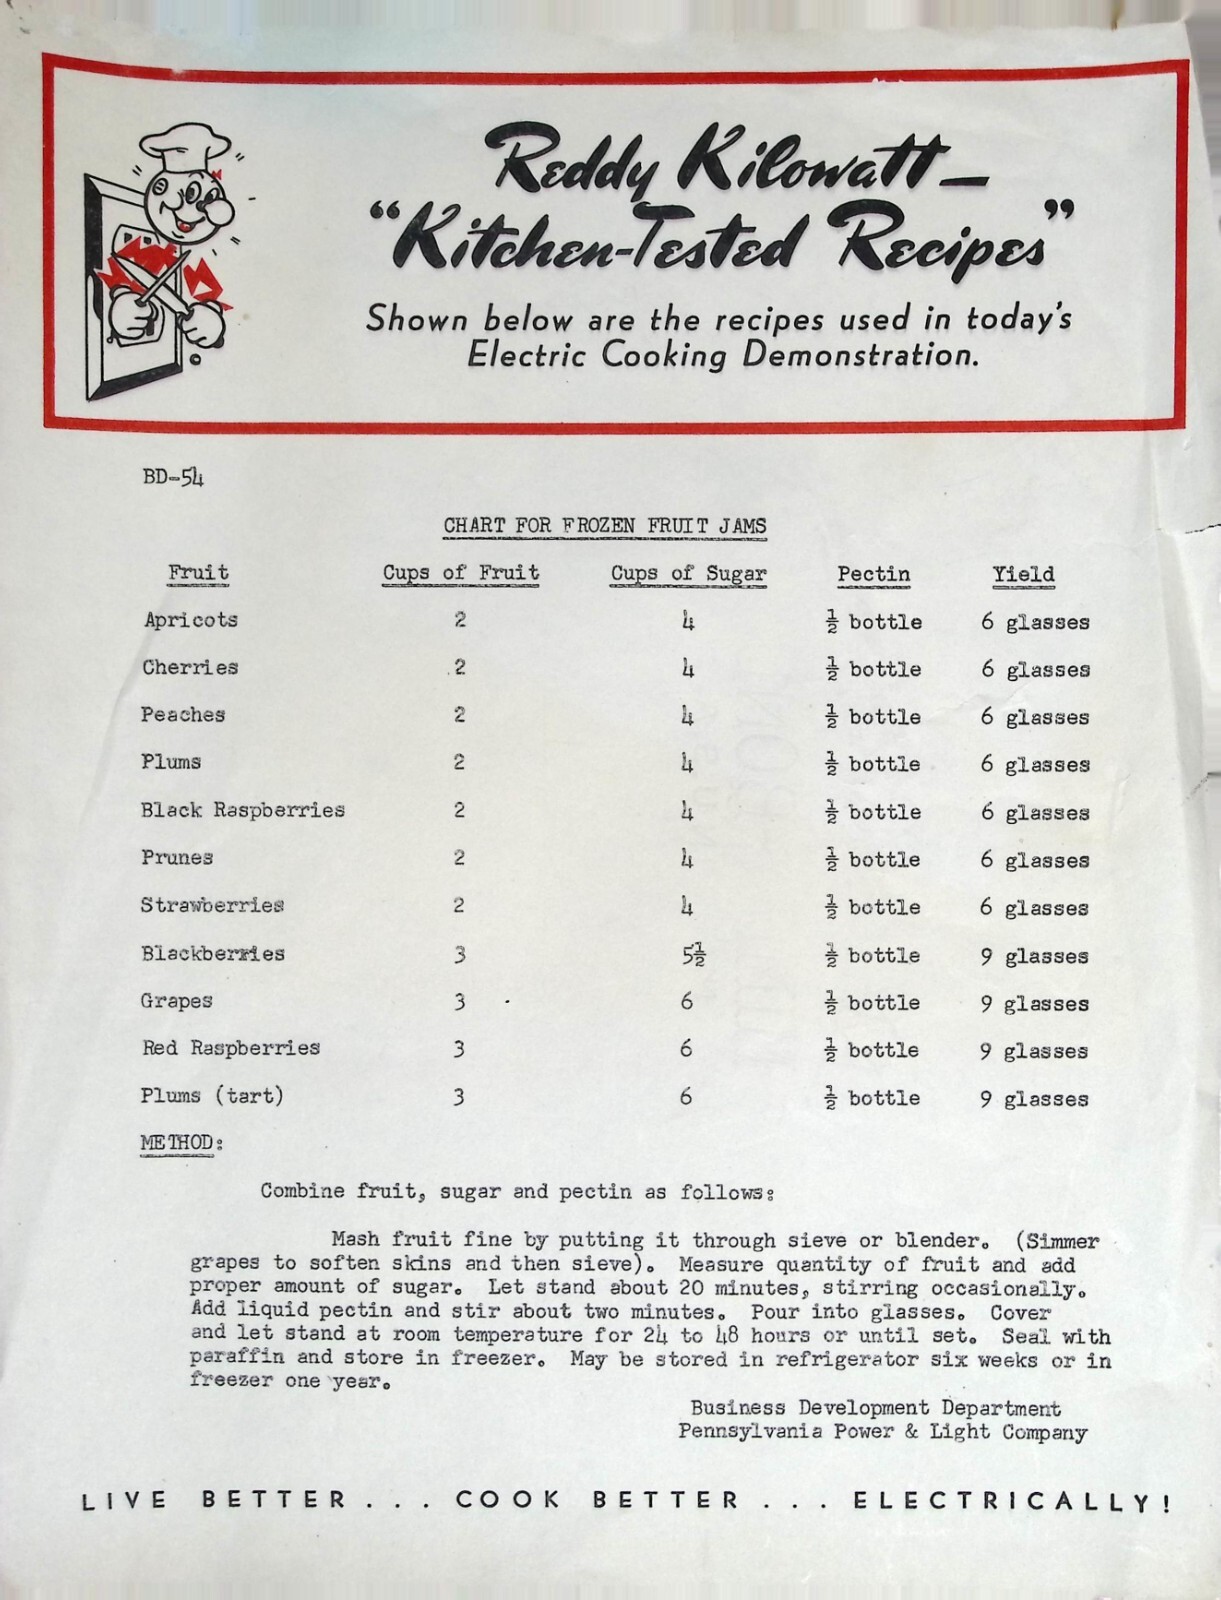 Reddy Kilowatt —
"Kitchen-Tested Recipes"
Shown below are the recipes used in today's
Electric Cooking Demonstration.
BD-54
CHART FOR FROZEN FRUIT JAMS
Fruit Cups of Fruit Cups of Sugar Pectin Yield
Apricots 2 4 ½ bottle 6 glasses
Cherries 2 4 ½ bottle 6 glasses
Peaches 2 4 ½ bottle 6 glasses
Plums 2 4 ½ bottle 6 glasses
Black Raspberries 2 4 ½ bottle 6 glasses
Prunes 2 4 ½ bottle 6 glasses
Strawberries 2 4 ½ bottle 6 glasses
Blackberries 3 5½ ½ bottle 9 glasses
Grapes 3 6 ½ bottle 9 glasses
Red Raspberries 3 6 ½ bottle 9 glasses
Plums (tart) 3 6 ½ bottle 9 glasses
METHOD:
Combine fruit, sugar and pectin as follows:
Mash fruit fine by putting it through sieve or blender. (Simmer
grapes to soften skins and then sieve). Measure quantity of fruit and add
proper amount of sugar. Let stand about 20 minutes, stirring occasionally.
Add liquid pectin and stir about two minutes. Pour into glasses. Cover
and let stand at room temperature for 24 to 48 hours or until set. Seal with
paraffin and store in freezer. May be stored in refrigerator six weeks or in
freezer one year.
Business Development Department
Pennsylvania Power & Light Company
LIVE BETTER . . . COOK BETTER . . . ELECTRICALLY!